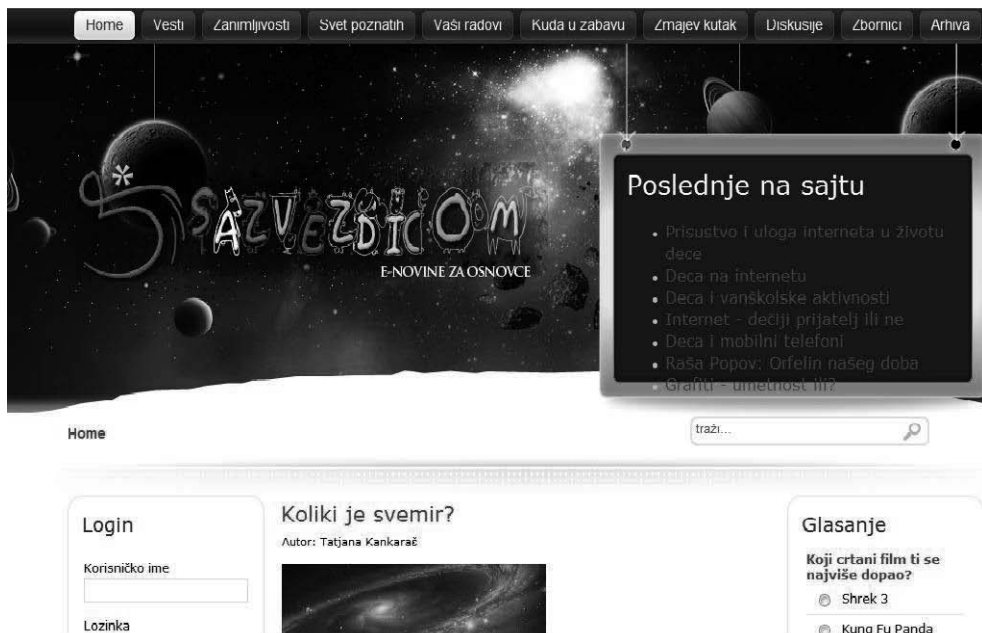 Home Vesti Zanimljivosti Svet poznatih Vaši radovi Kuda u zabavu Zmajev kutak Diskusije Zbornici Arhiva
SAZVEZDICOM
E-NOVINE ZA OSNOVCE
Poslednje na sajtu
• Prisustvo i uloga interneta u životu
dece
• Deca na internetu
• Deca i vanškolske aktivnosti
• Internet - dečiji prijatelj ili ne
• Deca i mobilni telefoni
• Raša Popov: Orfelin našeg doba
• Grafiti - umetnost ili?
Home
traži...
Login
Korisničko ime
Lozinka
Koliki je svemir?
Autor: Tatjana Kankaraš
Glasanje
Koji crtani film ti se
najviše dopao?
Shrek 3
Kung Fu Panda